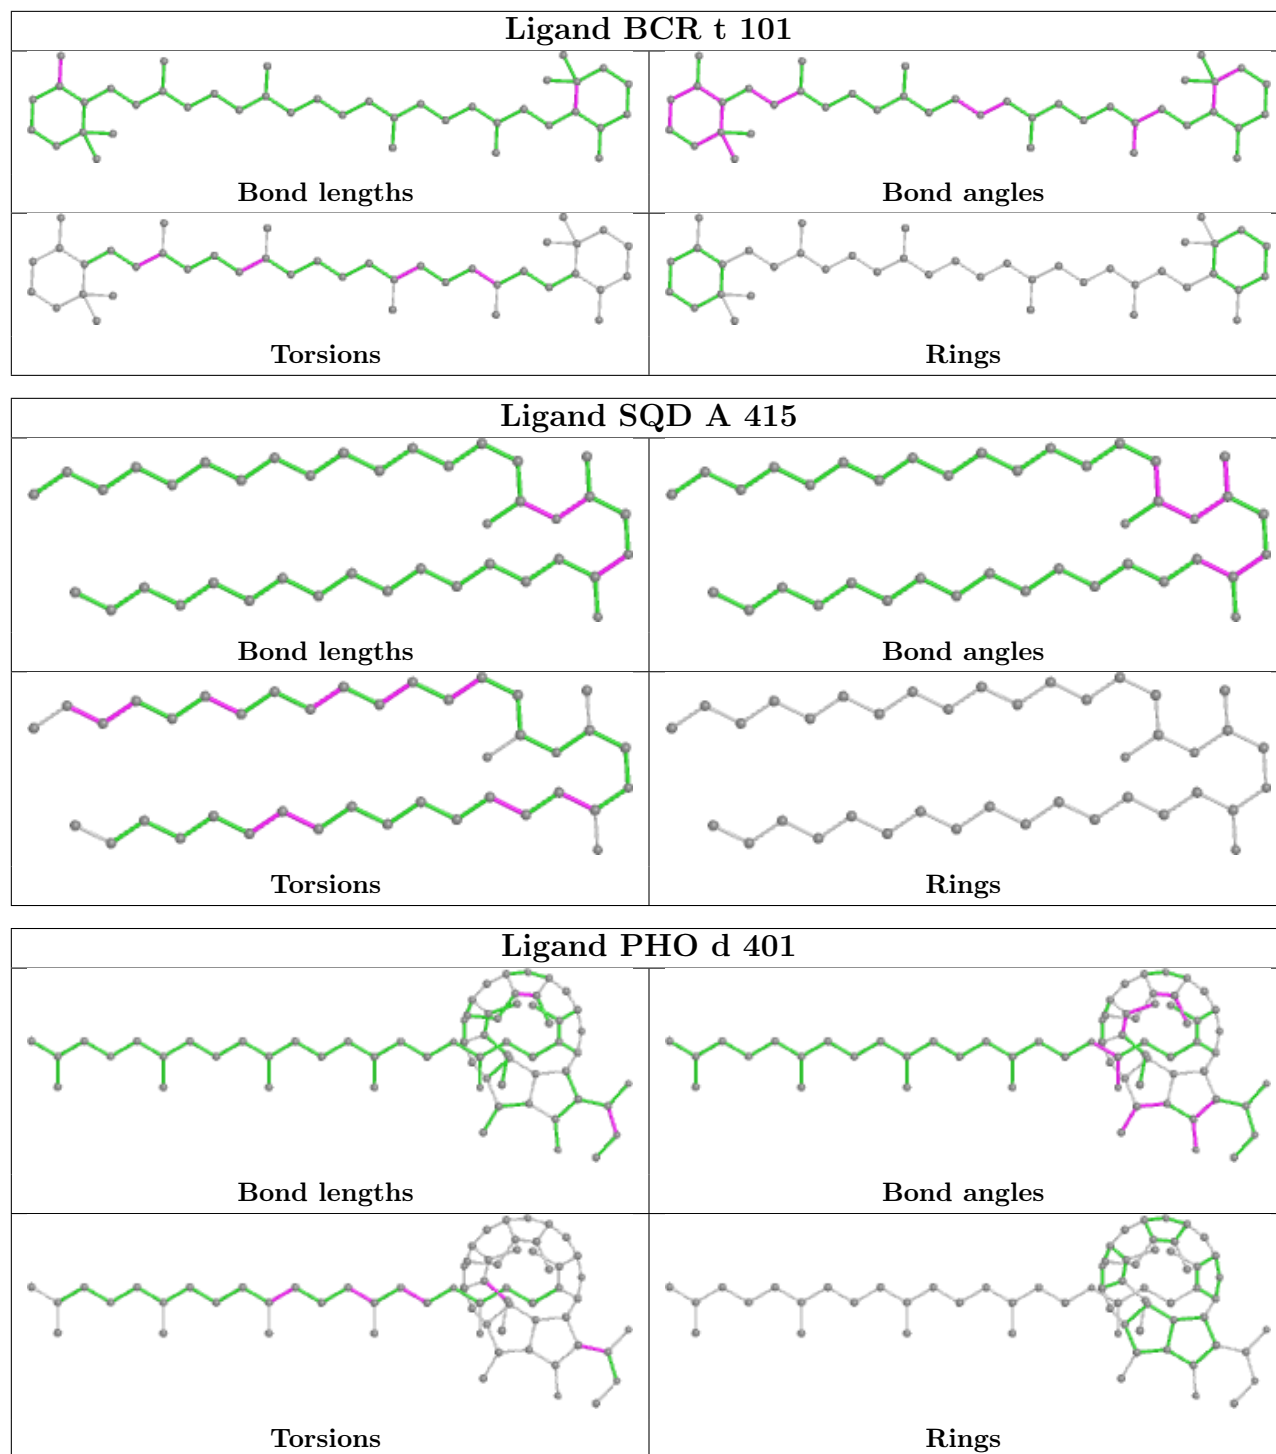 Ligand BCR t 101
Bond lengths
Bond angles
Torsions
Rings
Ligand SQD A 415
Bond lengths
Bond angles
Torsions
Rings
Ligand PHO d 401
Bond lengths
Bond angles
Torsions
Rings